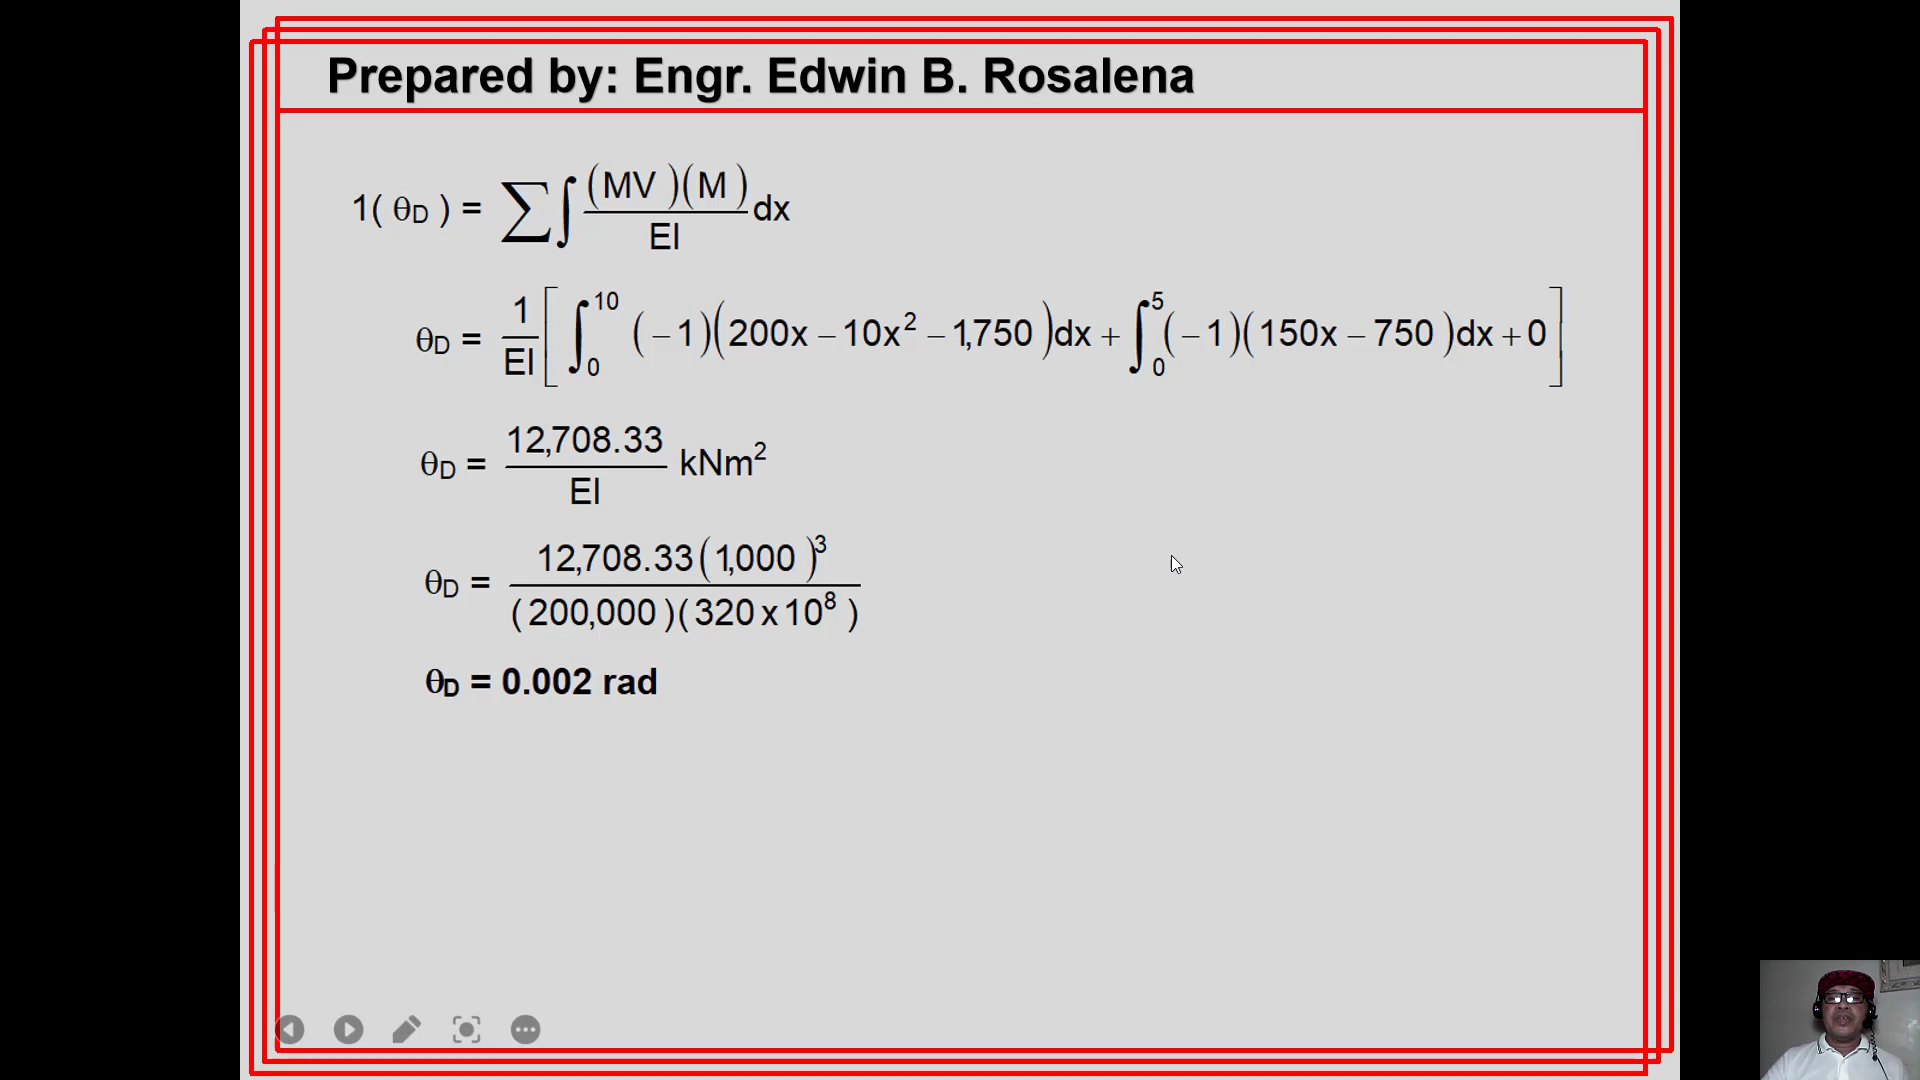 Prepared by: Engr. Edwin B. Rosalena
1( θD ) = ∑∫ (MV )(M ) / EI dx
θD = 1/EI [ ∫₀¹⁰ (−1)(200x − 10x² − 1,750 )dx + ∫₀⁵ (−1)(150x − 750 )dx + 0 ]
θD = 12,708.33 / EI kNm²
θD = 12,708.33(1,000 )³ / (200,000 )(320 x 10⁸ )
θD = 0.002 rad